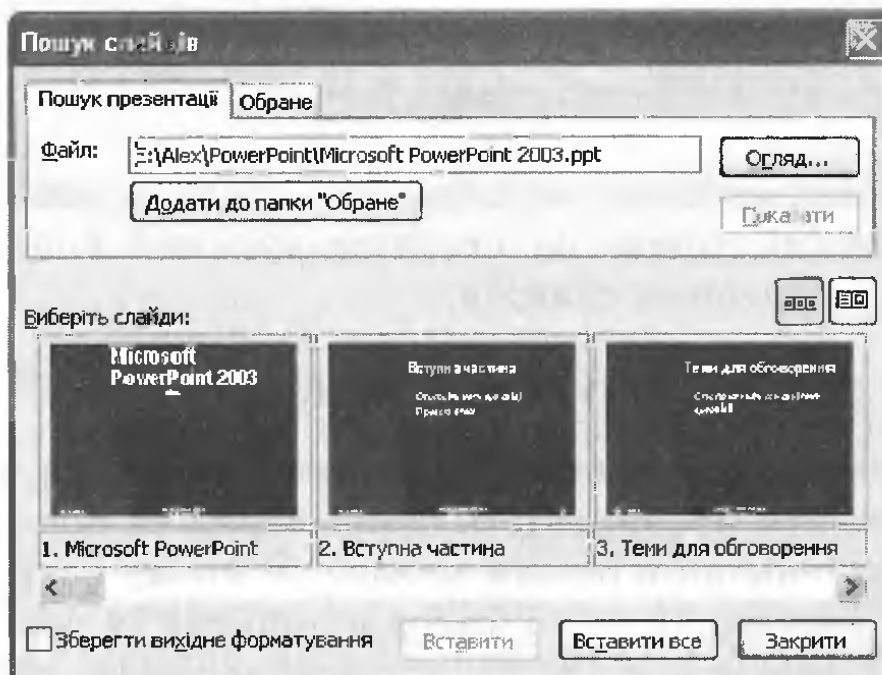 Пошук слайдів
Пошук презентації
Обране
Файл:
E:\Alex\PowerPoint\Microsoft PowerPoint 2003.ppt
Огляд...
Додати до папки "Обране"
Показати
Виберіть слайди:
Microsoft
PowerPoint 2003
Вступна частина
Теми для обговорення
1. Microsoft PowerPoint
2. Вступна частина
3. Теми для обговорення
Зберегти вихідне форматування
Вставити
Вставити все
Закрити